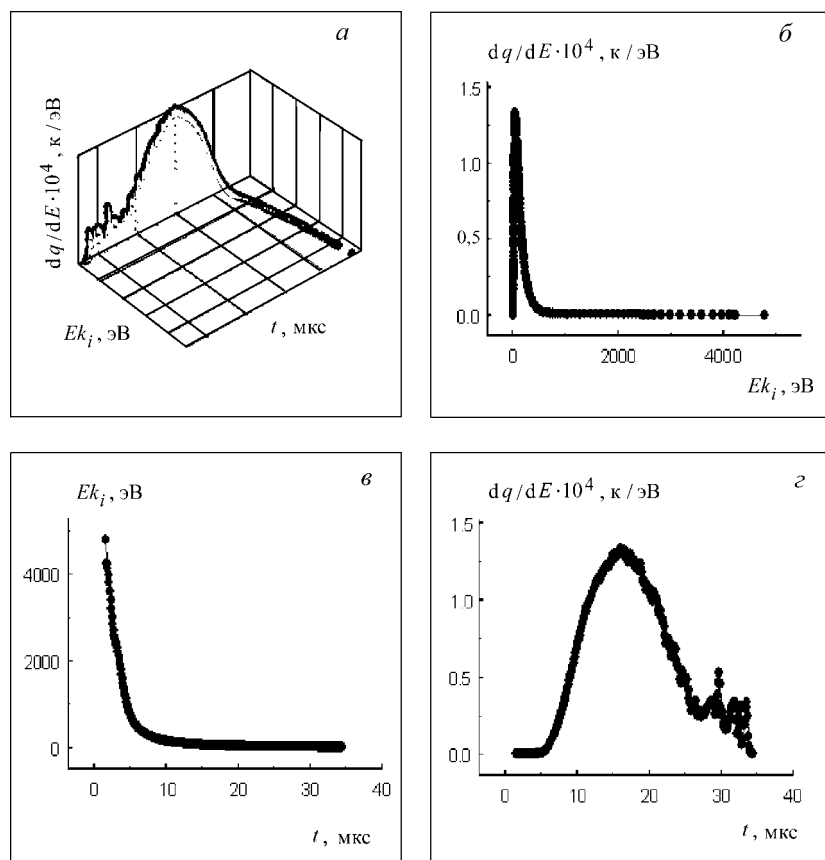 а
dq/dE·10⁴, к/эВ
Ek_i, эВ
t, мкс
б
dq/dE·10⁴, к/эВ
1.5
1.0
0.5
0.0
0 2000 4000
Ek_i, эВ
в
Ek_i, эВ
4000
2000
0
0 10 20 30 40
t, мкс
г
dq/dE·10⁴, к/эВ
1.5
1.0
0.5
0.0
0 10 20 30 40
t, мкс